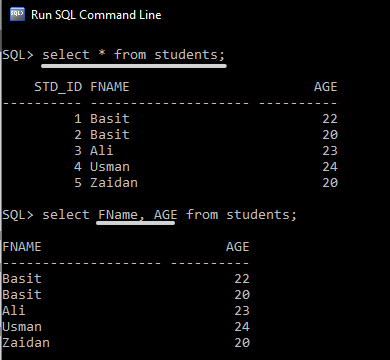 Run SQL Command Line
SQL> select * from students;
STD_ID FNAME AGE
---------- -------------------- ----------
1 Basit 22
2 Basit 20
3 Ali 23
4 Usman 24
5 Zaidan 20
SQL> select FName, AGE from students;
FNAME AGE
-------------------- ----------
Basit 22
Basit 20
Ali 23
Usman 24
Zaidan 20